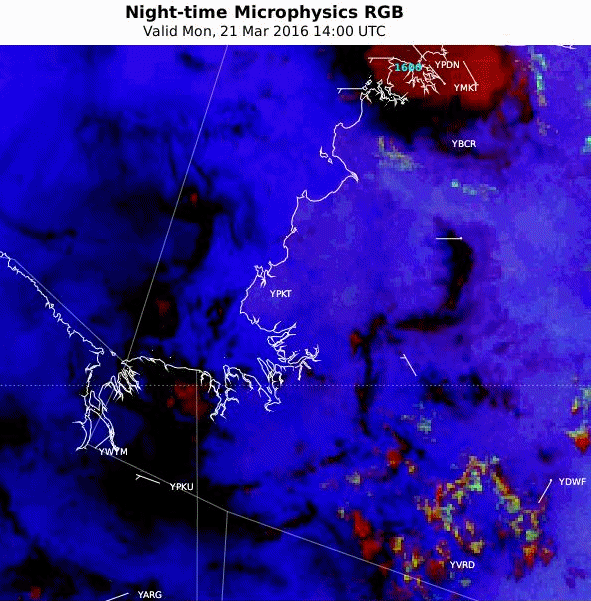 Night-time Microphysics RGB
Valid Mon, 21 Mar 2016 14:00 UTC
YPDN
1600
YMKT
YBCR
YPKT
YWYM
YPKU
YDWF
YVRD
YARG